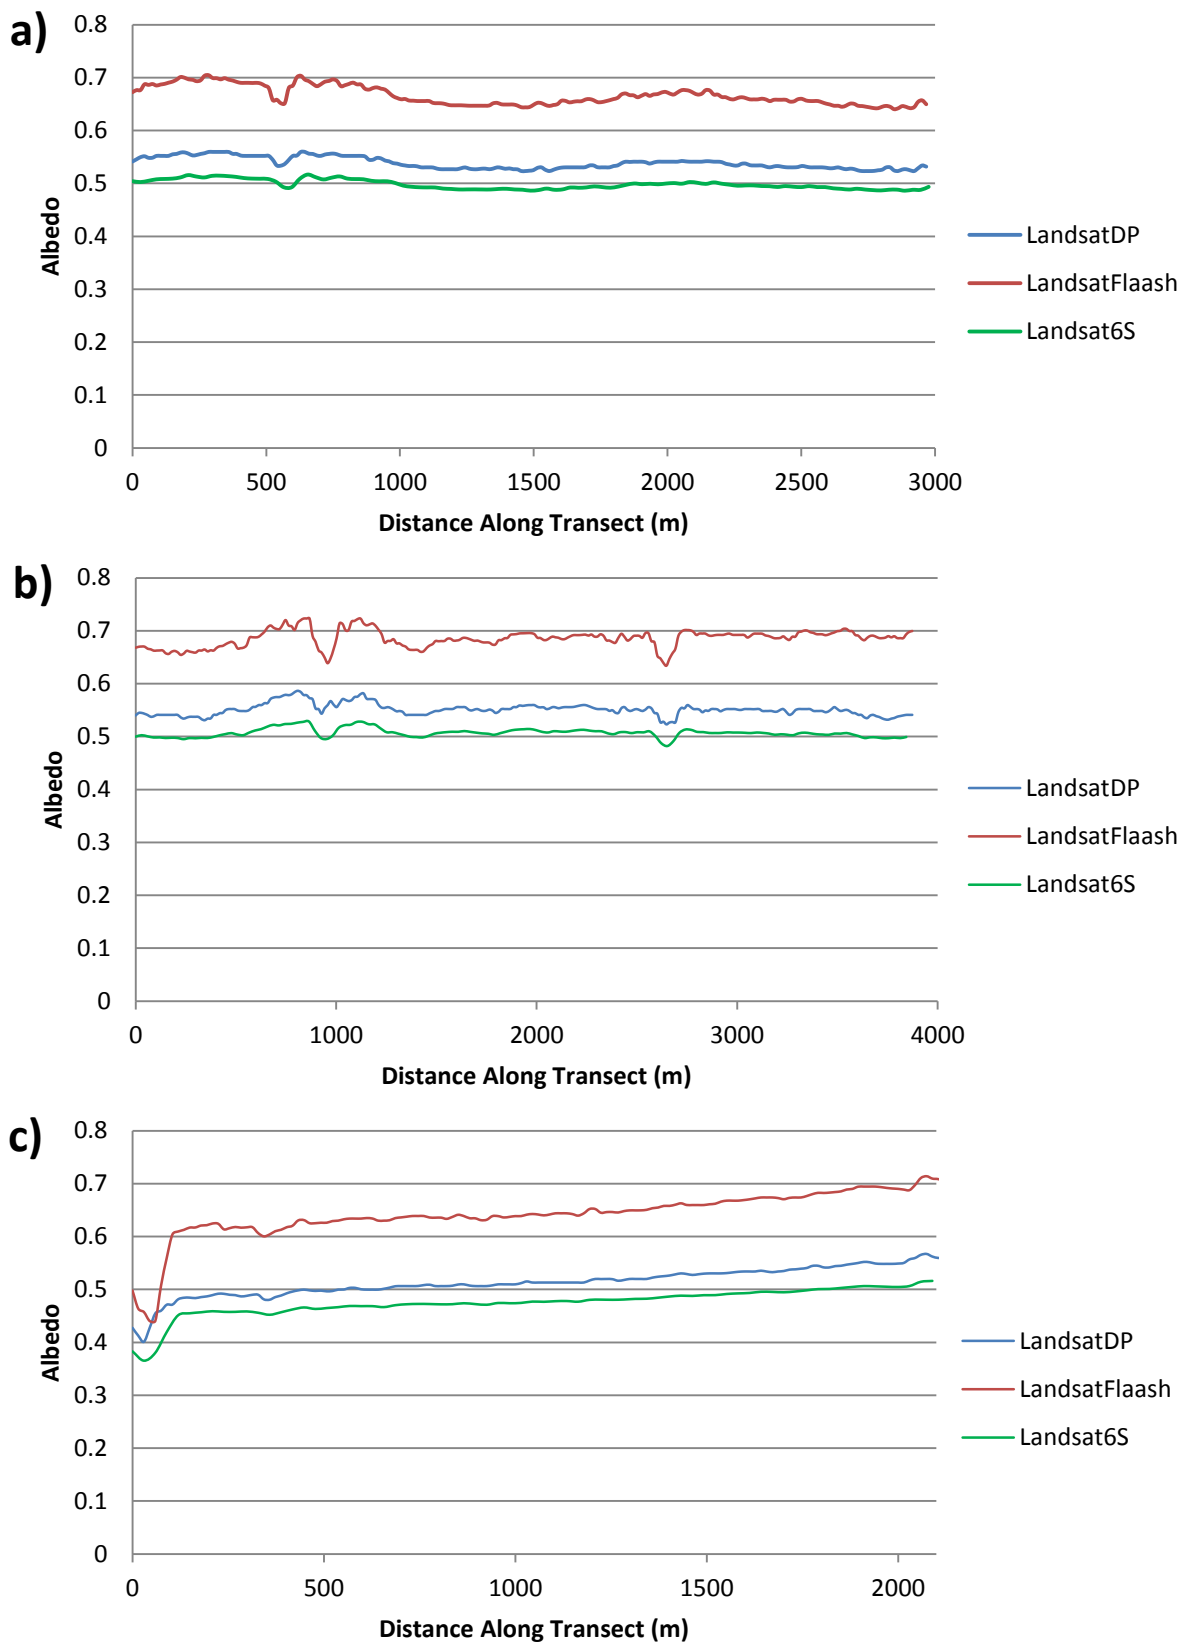 a)
0.8
0.7
0.6
0.5
0.4
0.3
0.2
0.1
0
Albedo
0 500 1000 1500 2000 2500 3000
Distance Along Transect (m)
LandsatDP
LandsatFlaash
Landsat6S
b)
0.8
0.7
0.6
0.5
0.4
0.3
0.2
0.1
0
Albedo
0 1000 2000 3000 4000
Distance Along Transect (m)
LandsatDP
LandsatFlaash
Landsat6S
c)
0.8
0.7
0.6
0.5
0.4
0.3
0.2
0.1
0
Albedo
0 500 1000 1500 2000
Distance Along Transect (m)
LandsatDP
LandsatFlaash
Landsat6S